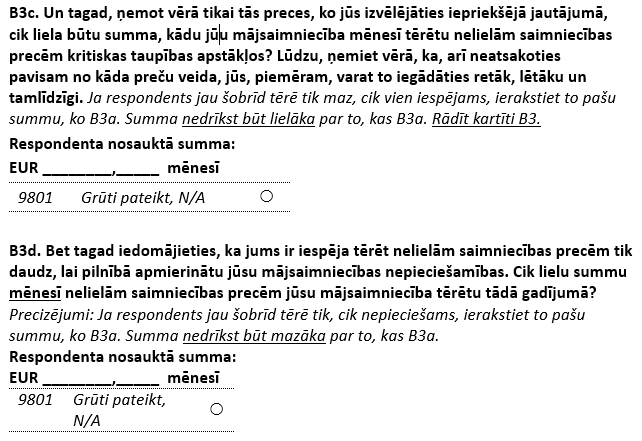 B3c. Un tagad, ņemot vērā tikai tās preces, ko jūs izvēlējāties iepriekšējā jautājumā,
cik liela būtu summa, kādu jūsu mājsaimniecība mēnesī tērētu nelielām saimniecības
precēm kritiskas taupības apstākļos? Lūdzu, ņemiet vērā, ka, arī neatsakoties
pavisam no kāda preču veida, jūs, piemēram, varat to iegādāties retāk, lētāku un
tamlīdzīgi. Ja respondents jau šobrīd tērē tik maz, cik vien iespējams, ierakstiet to pašu
summu, ko B3a. Summa nedrīkst būt lielāka par to, kas B3a. Rādīt kartīti B3.
Respondenta nosauktā summa:
EUR ________,_____ mēnesī
9801 Grūti pateikt, N/A ○
B3d. Bet tagad iedomājieties, ka jums ir iespēja tērēt nelielām saimniecības precēm tik
daudz, lai pilnībā apmierinātu jūsu mājsaimniecības nepieciešamības. Cik lielu summu
mēnesī nelielām saimniecības precēm jūsu mājsaimniecība tērētu tādā gadījumā?
Precizējumi: Ja respondents jau šobrīd tērē tik, cik nepieciešams, ierakstiet to pašu
summu, ko B3a. Summa nedrīkst būt mazāka par to, kas B3a.
Respondenta nosauktā summa:
EUR ________,_____ mēnesī
9801 Grūti pateikt, ○
N/A